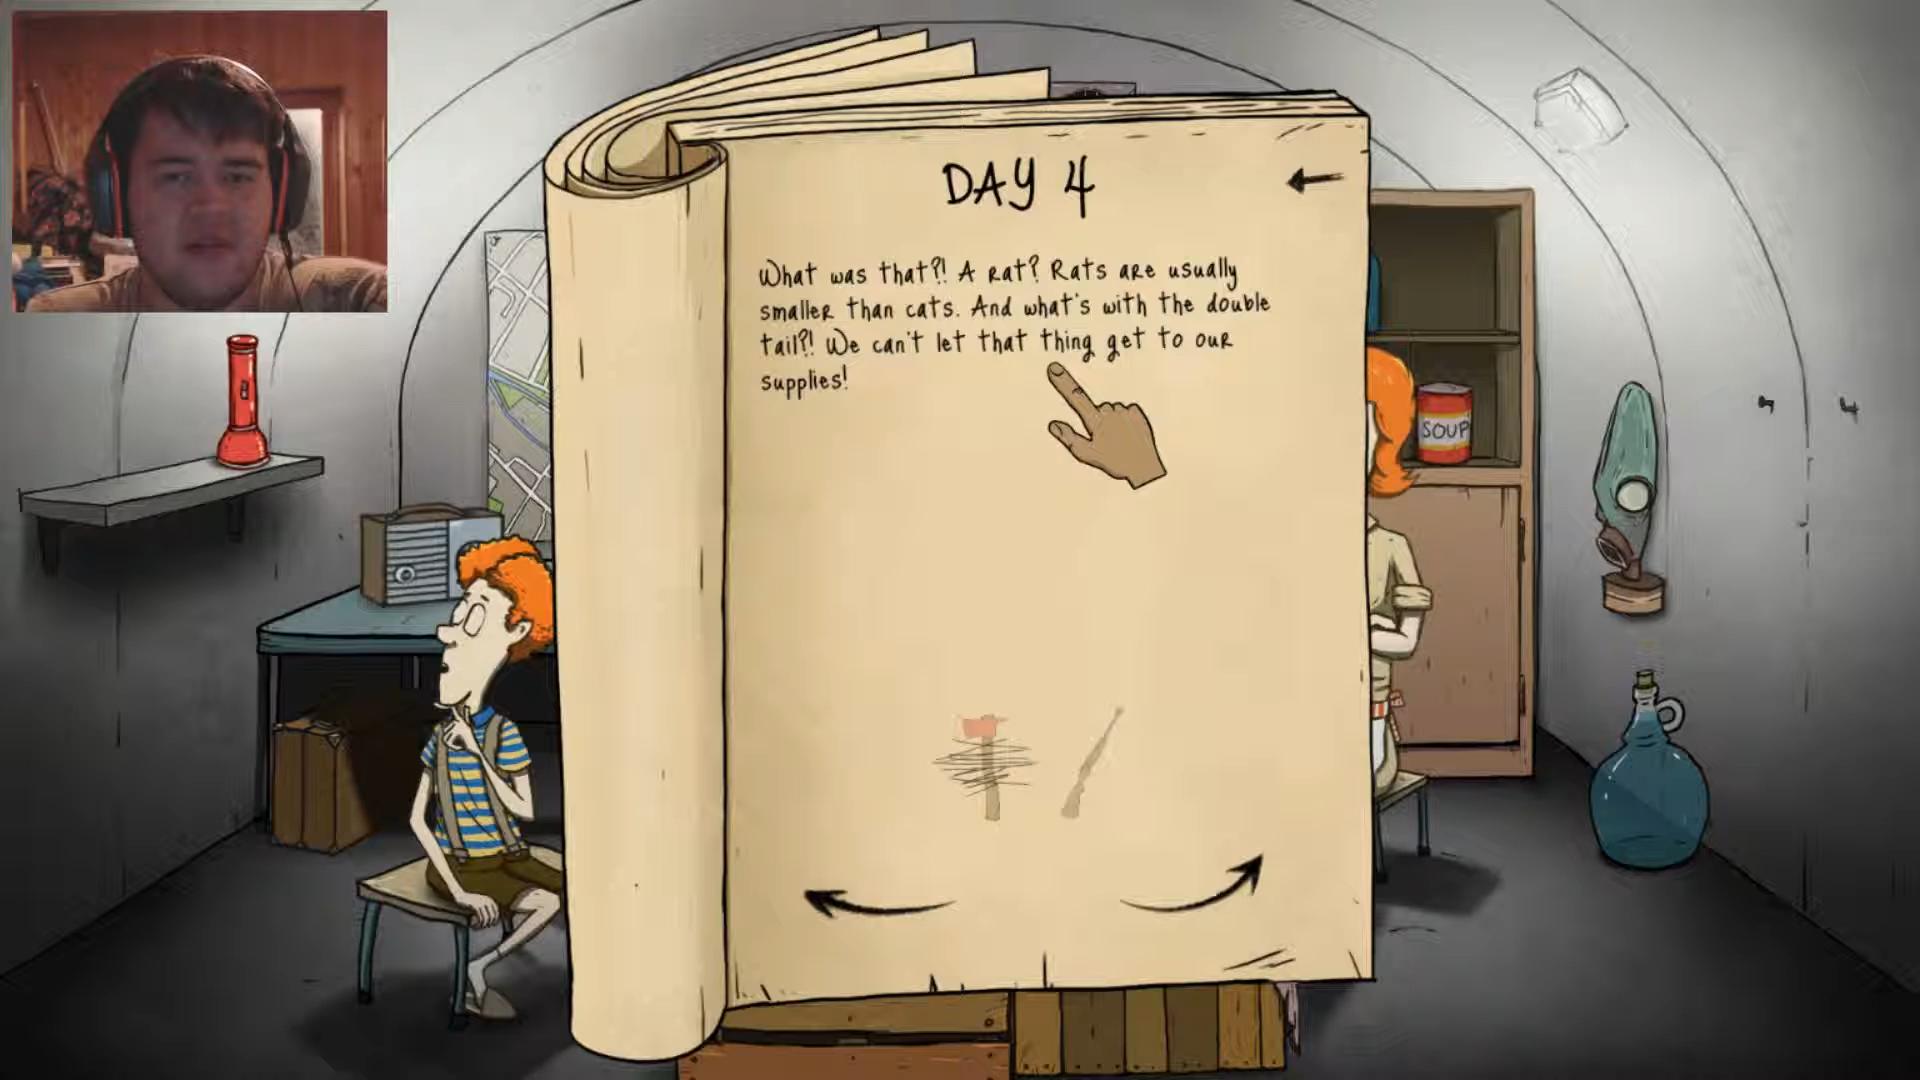 DAY 4
What was that?! A rat? Rats are usually
smaller than cats. And what's with the double
tail?! We can't let that thing get to our
supplies!
SOUP